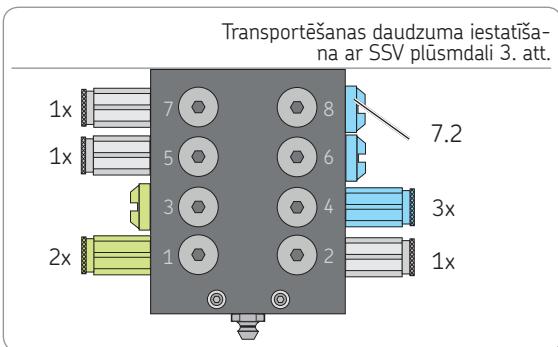 Transportēšanas daudzuma iestatīša-
na ar SSV plūsmdali 3. att.
1x 7 8
7.2
1x 5 6
3 4 3x
2x 1 2 1x